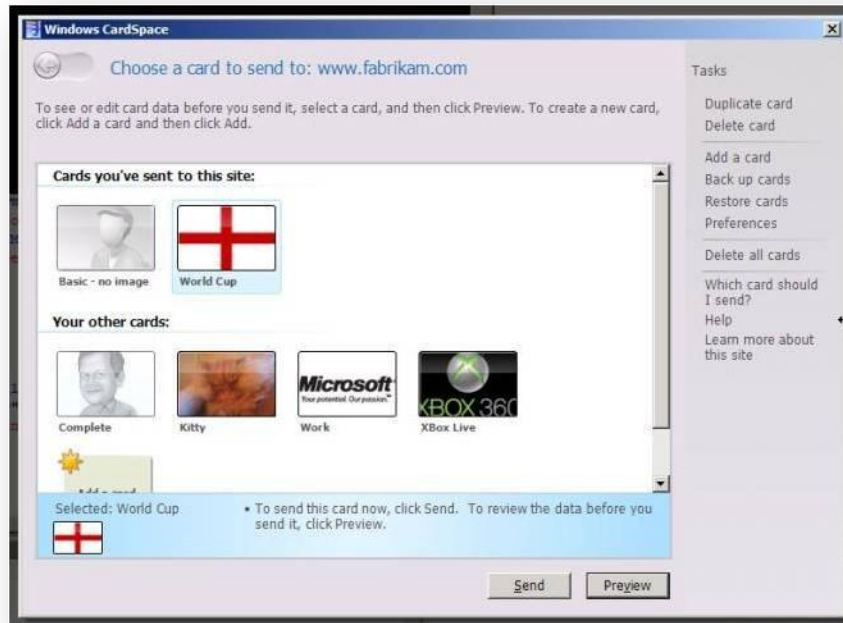 Windows CardSpace
Choose a card to send to: www.fabrikam.com
To see or edit card data before you send it, select a card, and then click Preview. To create a new card,
click Add a card and then click Add.
Cards you've sent to this site:
Basic - no image
World Cup
Your other cards:
Microsoft
Your potential. Our passion.™
XBOX 360
Complete
Kitty
Work
XBox Live
Add a card
Selected: World Cup
• To send this card now, click Send. To review the data before you
send it, click Preview.
Send
Preview
Tasks
Duplicate card
Delete card
Add a card
Back up cards
Restore cards
Preferences
Delete all cards
Which card should
I send?
Help
Learn more about
this site